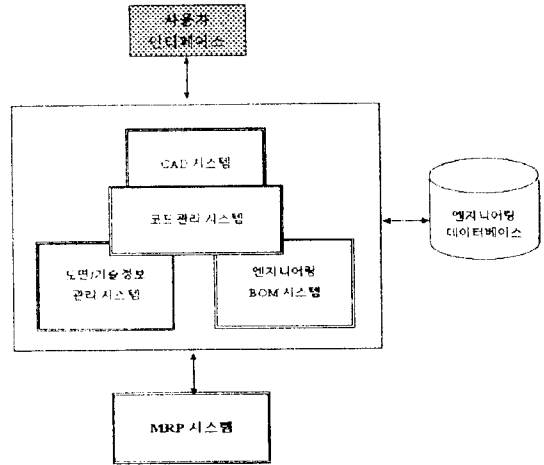 사용자
인터페이스
CAD 시스템
코드관리 시스템
도면/기술정보
관리 시스템
엔지니어링
BOM 시스템
엔지니어링
데이터베이스
MRP 시스템